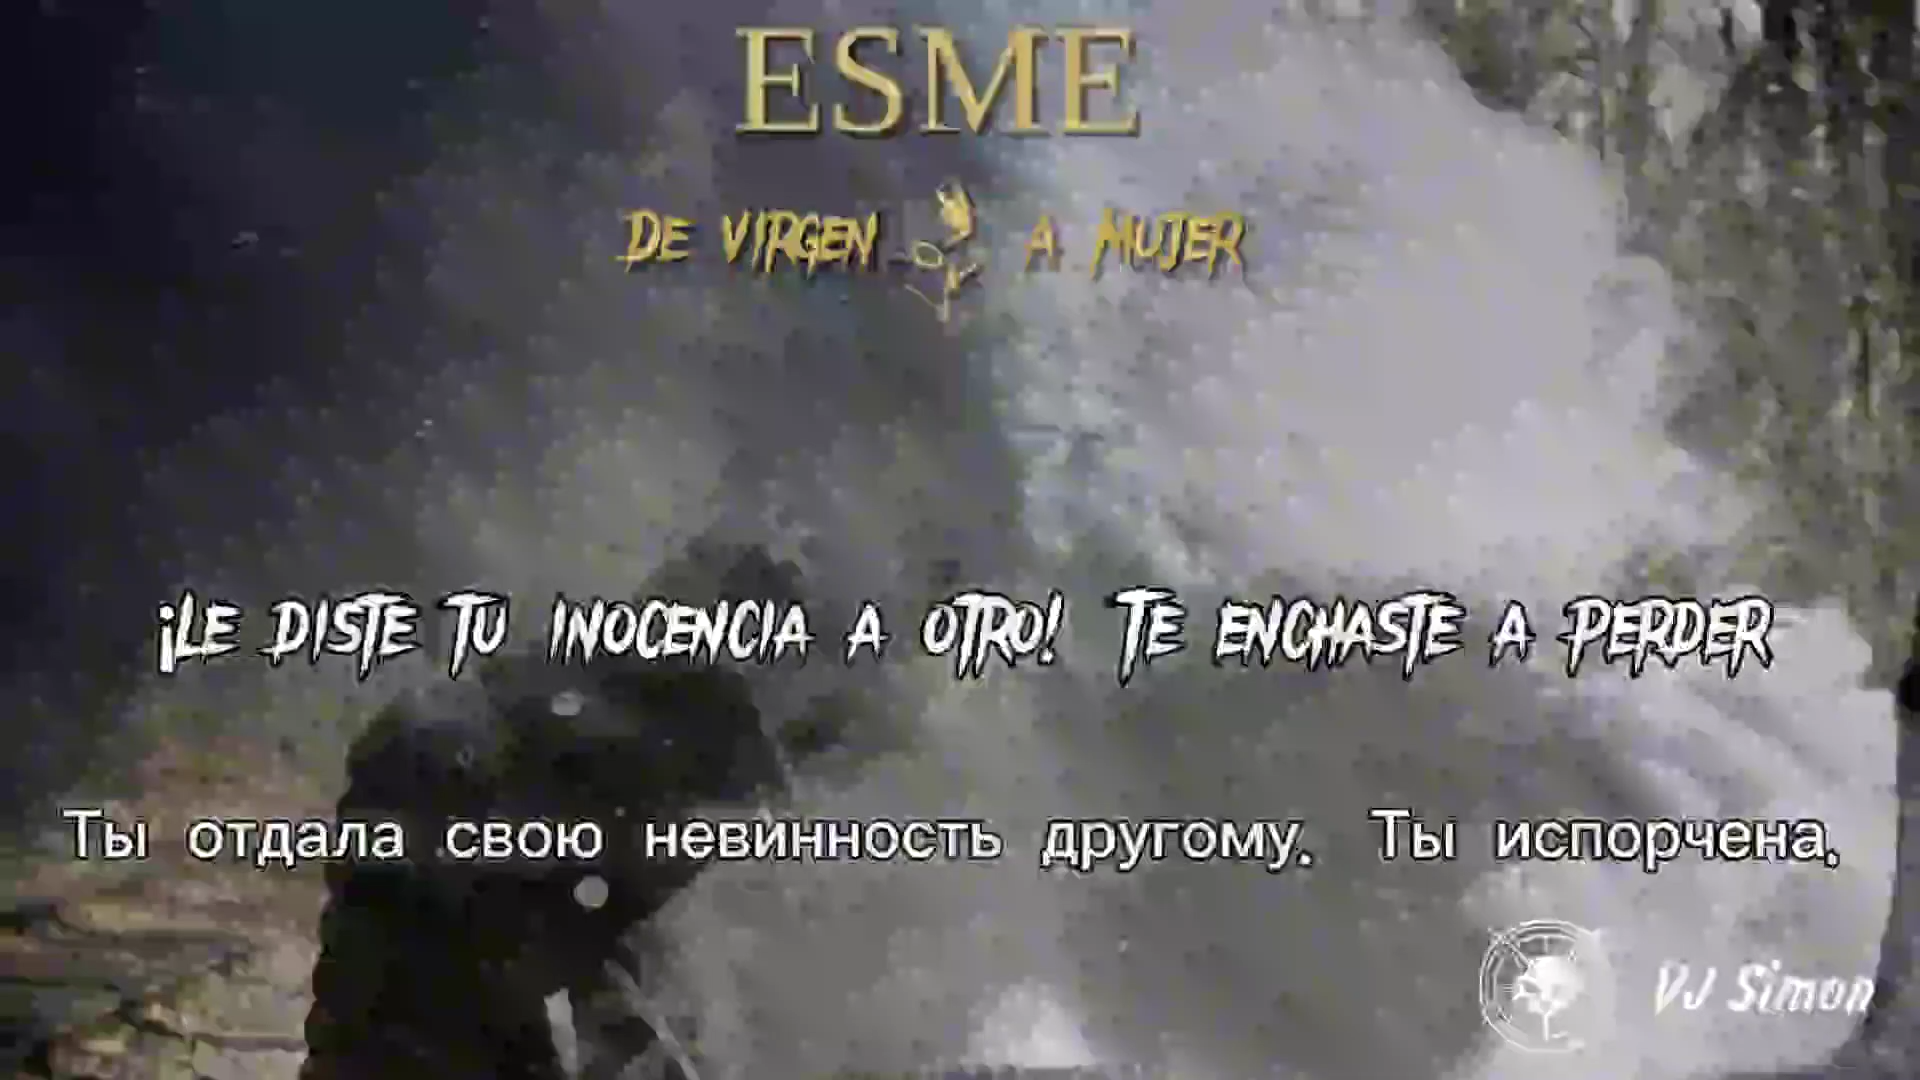 ESME
DE VIRGEN A MUJER
¡LE DISTE TU INOCENCIA A OTRO! TE ENCHASTE A PERDER
Ты отдала свою невинность другому. Ты испорчена.
DJ Simon